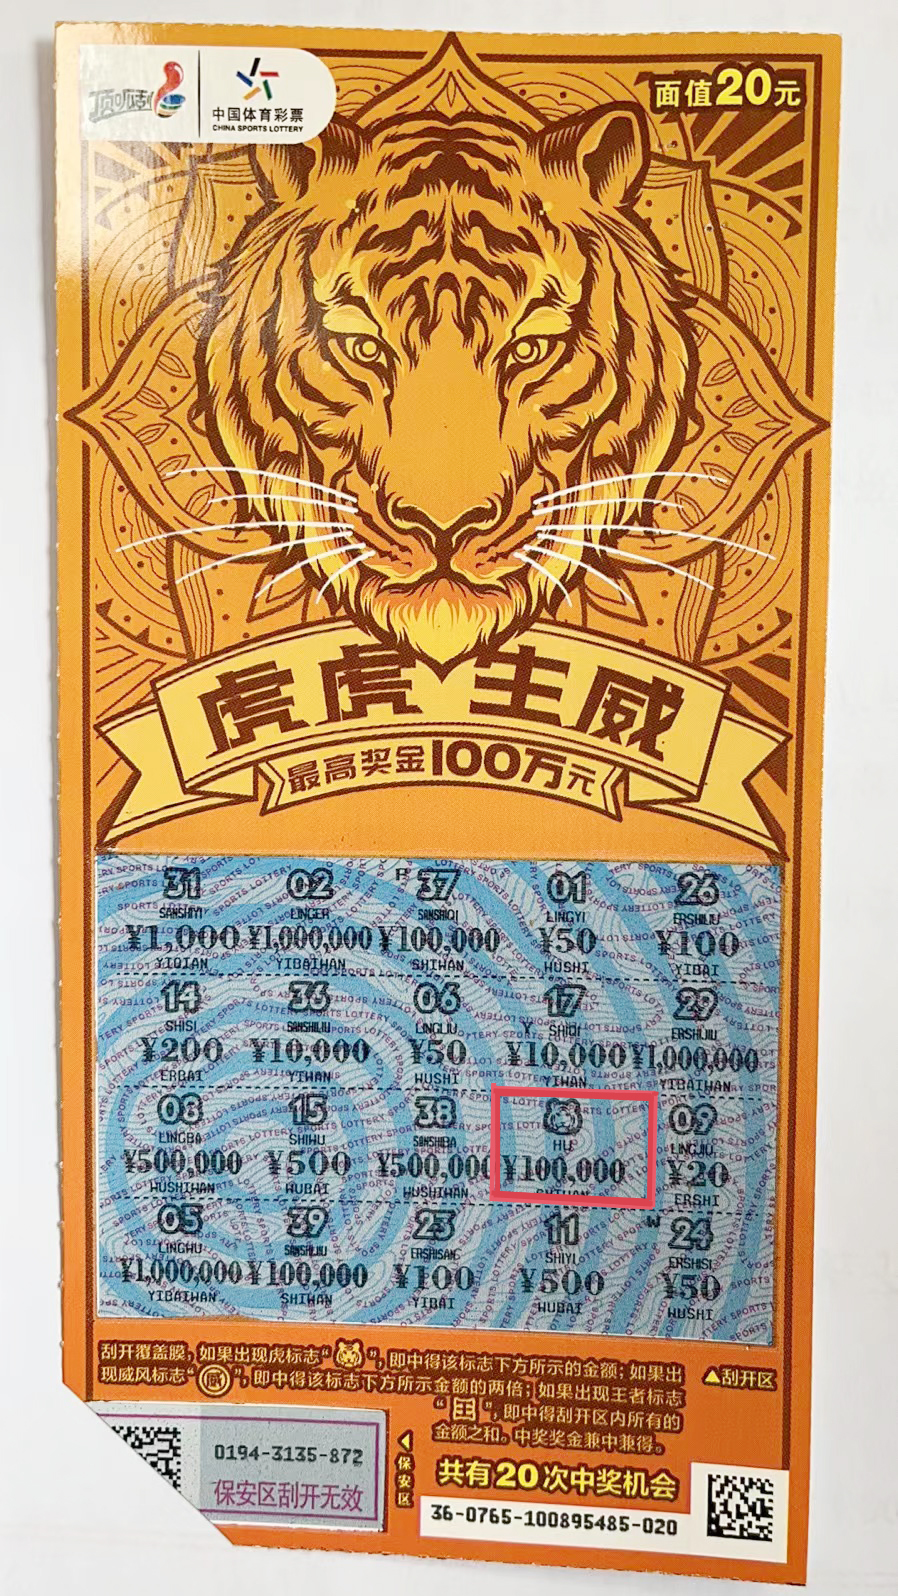 顶呱刮
中国体育彩票
CHINA SPORTS LOTTERY
面值20元
虎虎生威
最高奖金100万元
31 02 37 01 26
SANSHIYI LINGER SANSHIQI LINGYI ERSHILIU
¥1,000 ¥1,000,000 ¥100,000 ¥50 ¥100
YIQIAN YIBAIWAN SHIWAN WUSHI YIBAI
14 36 06 17 29
SHISI SANSHILIU LINGLIU SHIQI ERSHIJIU
¥200 ¥10,000 ¥50 ¥10,000 ¥1,000,000
ERBAI YIWAN WUSHI YIWAN YIBAIWAN
08 15 38 09
LINGBA SHIWU SANSHIBA HU LINGJIU
¥500,000 ¥500 ¥500,000 ¥100,000 ¥20
WUSHIWAN WUBAI WUSHIWAN SHIWAN ERSHI
05 39 23 11 24
LINGWU SANSHIJIU ERSHISAN SHIYI ERSHISI
¥1,000,000 ¥100,000 ¥100 ¥500 ¥50
YIBAIWAN SHIWAN YIBAI WUBAI WUSHI
刮开覆盖膜,如果出现虎标志“ ”,即中得该标志下方所示的金额;如果出
现威风标志“威”,即中得该标志下方所示金额的两倍;如果出现王者标志
“王”,即中得刮开区内所有的
金额之和。中奖奖金兼中兼得。
▲刮开区
0194-3135-872
保安区刮开无效
◀保安区
共有20次中奖机会
36-0765-100895485-020